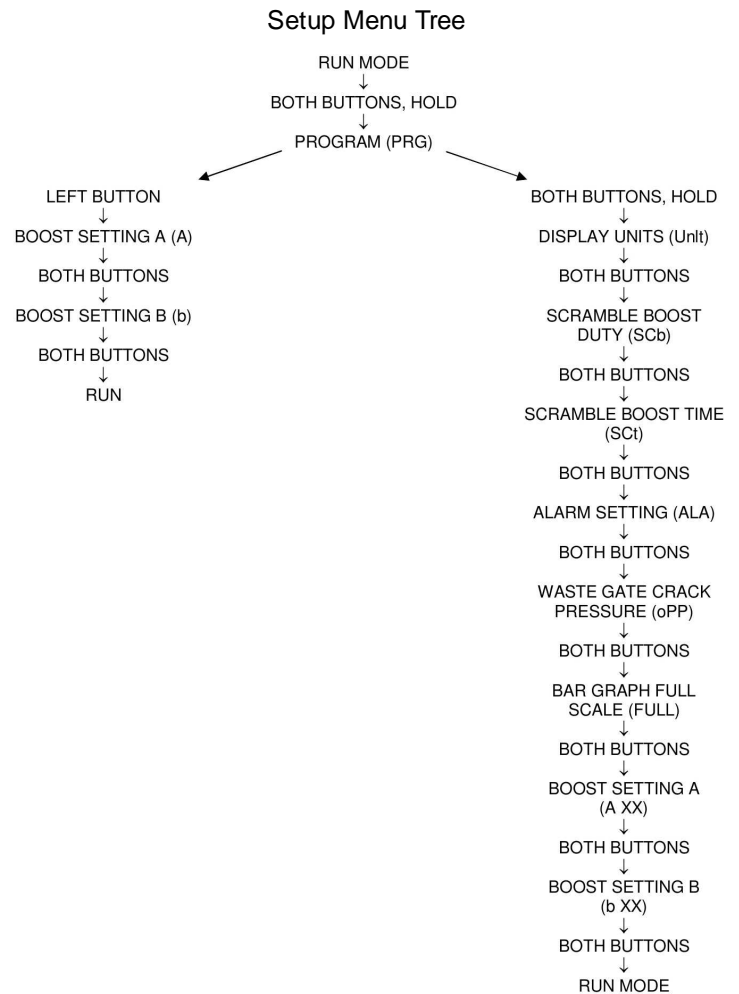 Setup Menu Tree
RUN MODE
↓
BOTH BUTTONS, HOLD
↓
PROGRAM (PRG)
LEFT BUTTON
↓
BOOST SETTING A (A)
↓
BOTH BUTTONS
↓
BOOST SETTING B (b)
↓
BOTH BUTTONS
↓
RUN
BOTH BUTTONS, HOLD
↓
DISPLAY UNITS (UnIt)
↓
BOTH BUTTONS
↓
SCRAMBLE BOOST
DUTY (SCb)
↓
BOTH BUTTONS
↓
SCRAMBLE BOOST TIME
(SCt)
↓
BOTH BUTTONS
↓
ALARM SETTING (ALA)
↓
BOTH BUTTONS
↓
WASTE GATE CRACK
PRESSURE (oPP)
↓
BOTH BUTTONS
↓
BAR GRAPH FULL
SCALE (FULL)
↓
BOTH BUTTONS
↓
BOOST SETTING A
(A XX)
↓
BOTH BUTTONS
↓
BOOST SETTING B
(b XX)
↓
BOTH BUTTONS
↓
RUN MODE